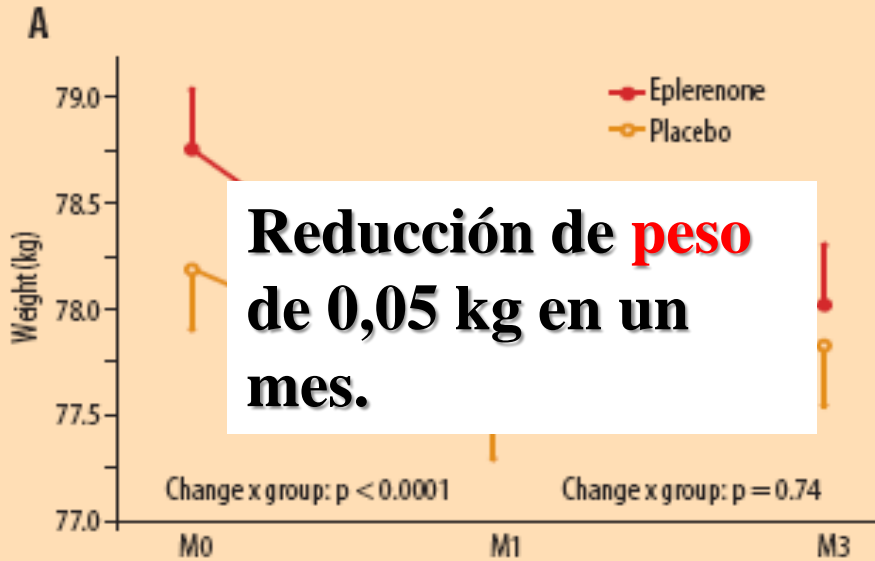 A
79.0
78.5
78.0
77.5
77.0
Weight (kg)
Eplerenone
Placebo
Reducción de peso
de 0,05 kg en un
mes.
Change x group: p < 0.0001
Change x group: p = 0.74
M0
M1
M3